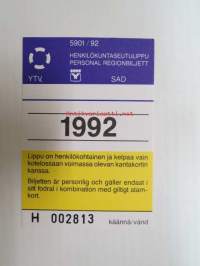 5901 / 92
HENKILÖKUNTASEUTULIPPU
PERSONAL REGIONBILJETT
YTV. SAD
1992
Lippu on henkilökohtainen ja kelpaa vain
kotelossaan voimassa olevan kantakortin
kanssa.
Biljetten är personlig och gäller endast i
sitt fodral i kombination med giltigt stam-
kort.
H 002813
käännä/vänd